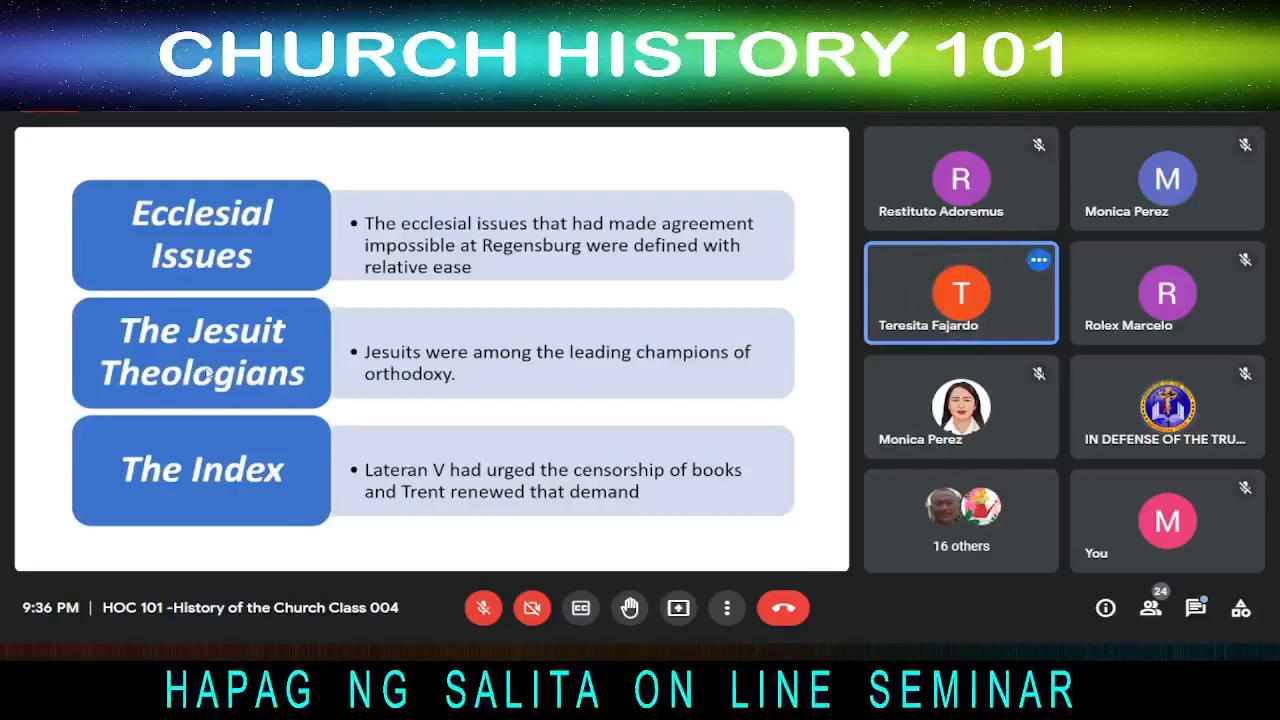 CHURCH HISTORY 101
Ecclesial
Issues
• The ecclesial issues that had made agreement
impossible at Regensburg were defined with
relative ease
The Jesuit
Theologians
• Jesuits were among the leading champions of
orthodoxy.
The Index
• Lateran V had urged the censorship of books
and Trent renewed that demand
R
Restituto Adoremus
M
Monica Perez
T
Teresita Fajardo
R
Rolex Marcelo
Monica Perez
IN DEFENSE OF THE TRU...
16 others
M
You
9:36 PM | HOC 101 -History of the Church Class 004
CC
24
HAPAG NG SALITA ON LINE SEMINAR